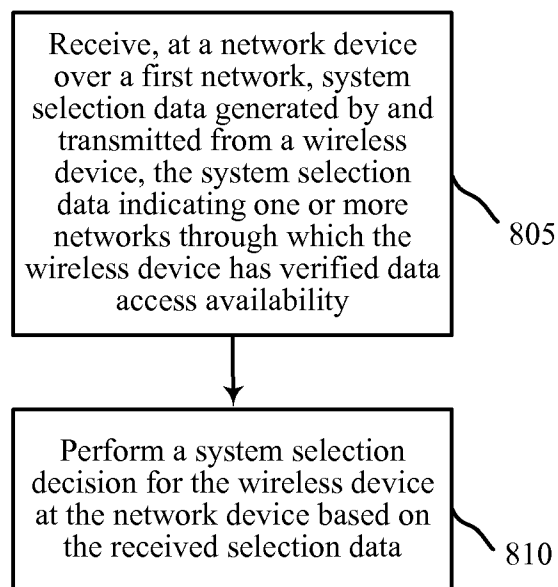 Receive, at a network device
over a first network, system
selection data generated by and
transmitted from a wireless
device, the system selection
data indicating one or more
networks through which the
wireless device has verified data
access availability
805
Perform a system selection
decision for the wireless device
at the network device based on
the received selection data
810